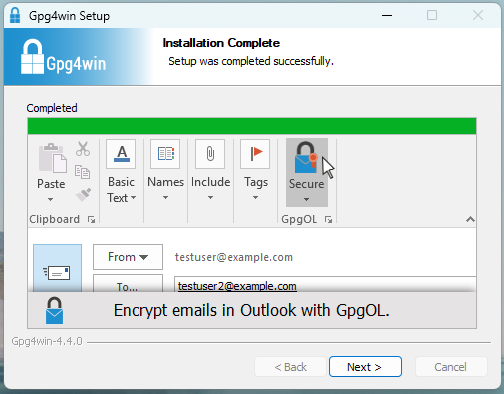 Gpg4win Setup
Installation Complete
Setup was completed successfully.
Gpg4win
Completed
Paste
Basic
Text
Names
Include
Tags
Secure
Clipboard
GpgOL
From
testuser@example.com
To...
testuser2@example.com
Encrypt emails in Outlook with GpgOL.
Gpg4win-4.4.0
< Back
Next >
Cancel